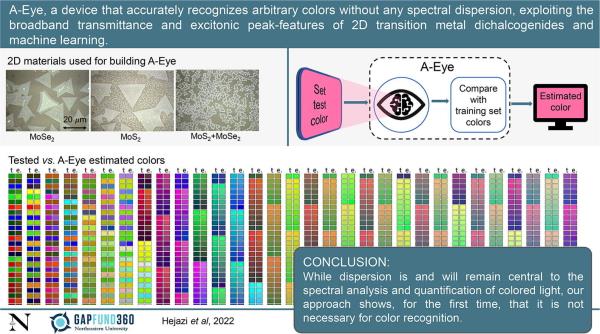 A-Eye, a device that accurately recognizes arbitrary colors without any spectral dispersion, exploiting the
broadband transmittance and excitonic peak-features of 2D transition metal dichalcogenides and
machine learning.
2D materials used for building A-Eye
20 μm
MoSe₂
MoS₂
MoS₂+MoSe₂
A-Eye
Set
test
color
Compare
with
training set
colors
Estimated
color
Tested vs. A-Eye estimated colors
t e. t e. t e. t e. t e. t e. t e. t e. t e. t e. t e. t e. t e. t e. t e. t e. t e. t e. t e. t e. t e. t e. t e. t e. t e. t e. t e. t e. t e. t e. t e.
CONCLUSION:
While dispersion is and will remain central to the
spectral analysis and quantification of colored light, our
approach shows, for the first time, that it is not
necessary for color recognition.
N
GAPFUND360
Northeastern University
Hejazi et al, 2022